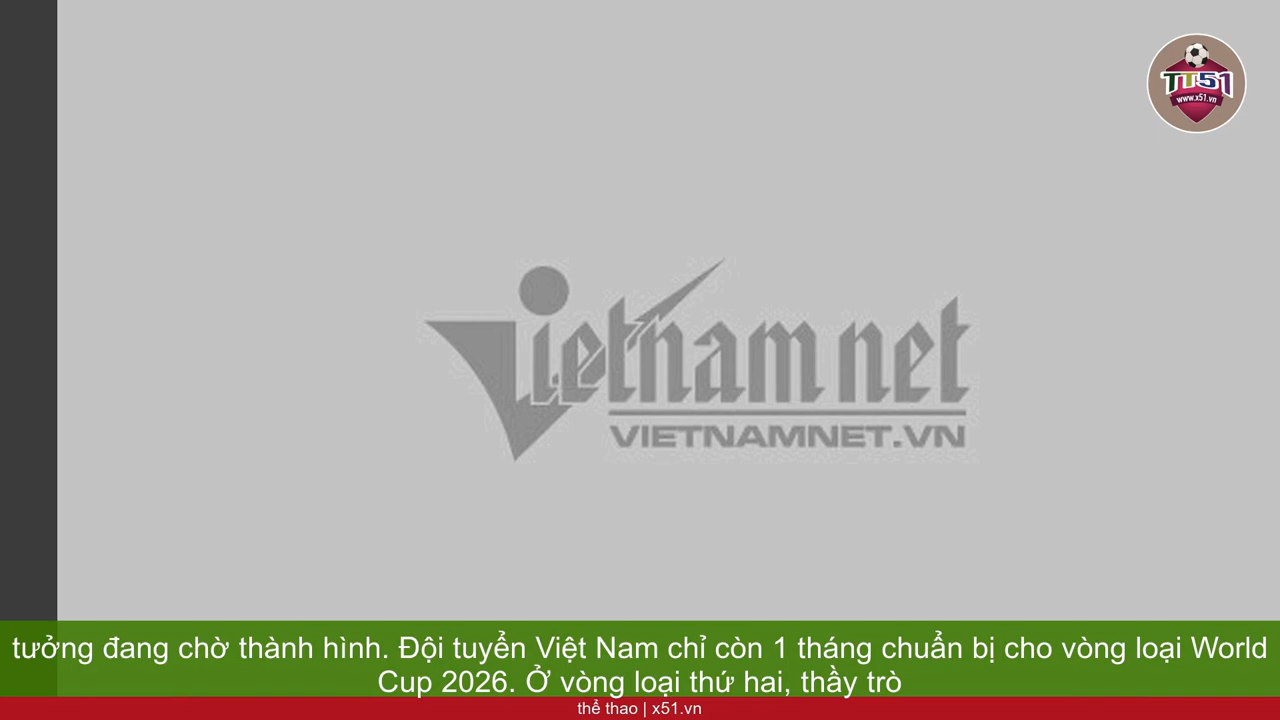 TT51
www.x51.vn
Vietnam net
VIETNAMNET.VN
tưởng đang chờ thành hình. Đội tuyển Việt Nam chỉ còn 1 tháng chuẩn bị cho vòng loại World
Cup 2026. Ở vòng loại thứ hai, thầy trò
thể thao | x51.vn